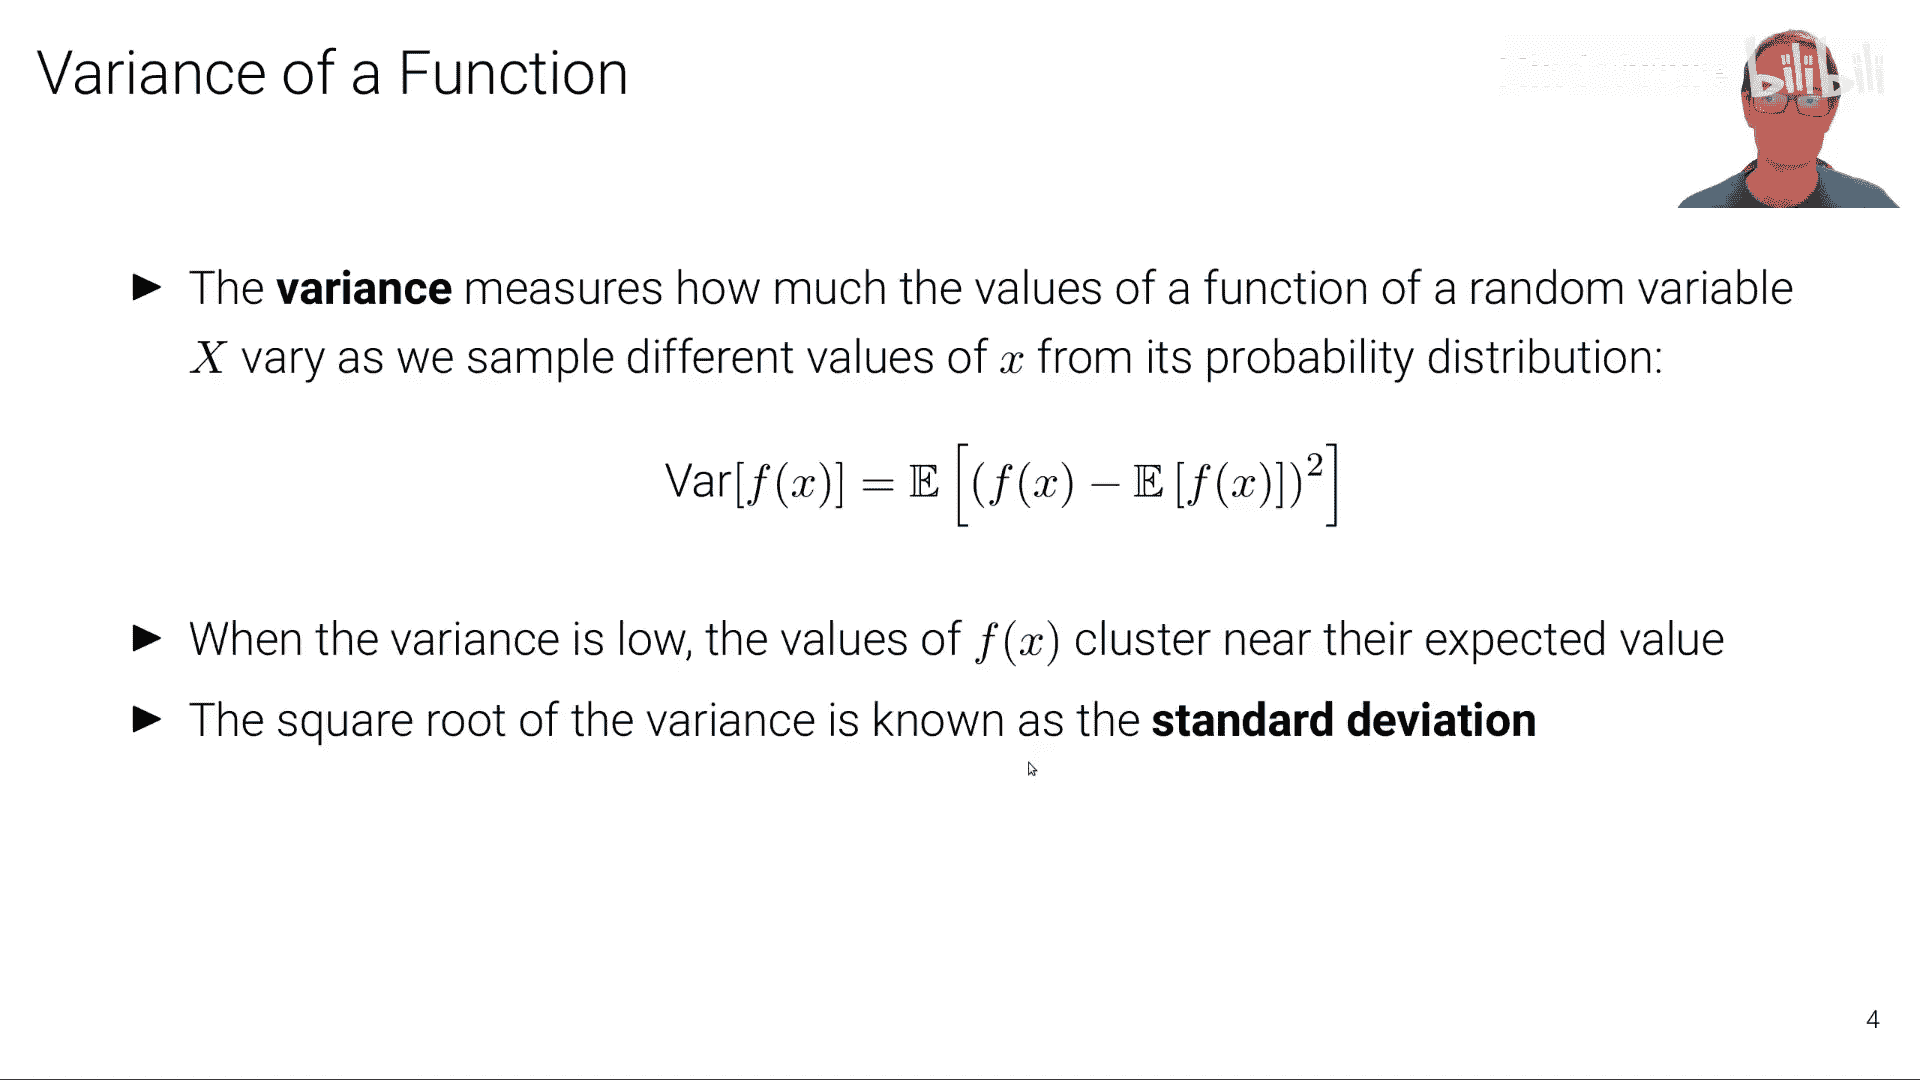 Variance of a Function
bilibili
▶ The variance measures how much the values of a function of a random variable
X vary as we sample different values of x from its probability distribution:
Var[f(x)] = 𝔼 [(f(x) − 𝔼 [f(x)])²]
▶ When the variance is low, the values of f(x) cluster near their expected value
▶ The square root of the variance is known as the standard deviation
4